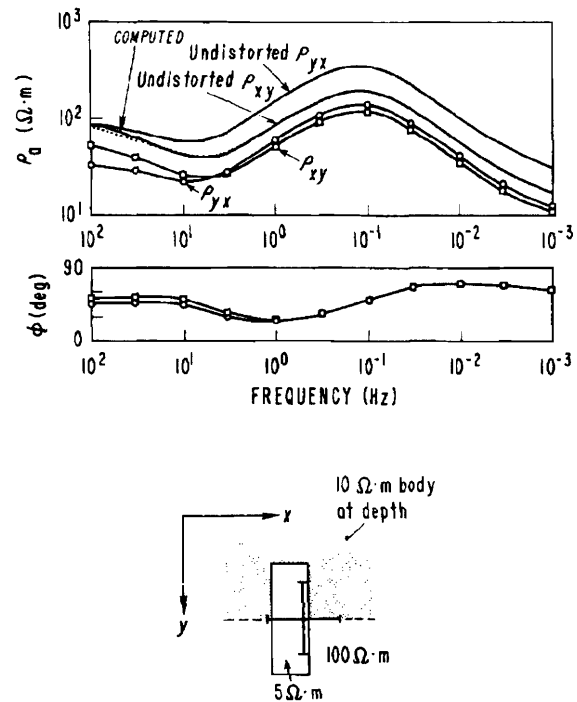 10³
COMPUTED
Undistorted ρyx
Undistorted ρxy
ρa (Ω·m)
10²
ρxy
ρyx
10¹
10² 10¹ 10⁰ 10⁻¹ 10⁻² 10⁻³
90
φ (deg)
0
10² 10¹ 10⁰ 10⁻¹ 10⁻² 10⁻³
FREQUENCY (Hz)
10 Ω·m body
at depth
x
y
100Ω·m
5Ω·m